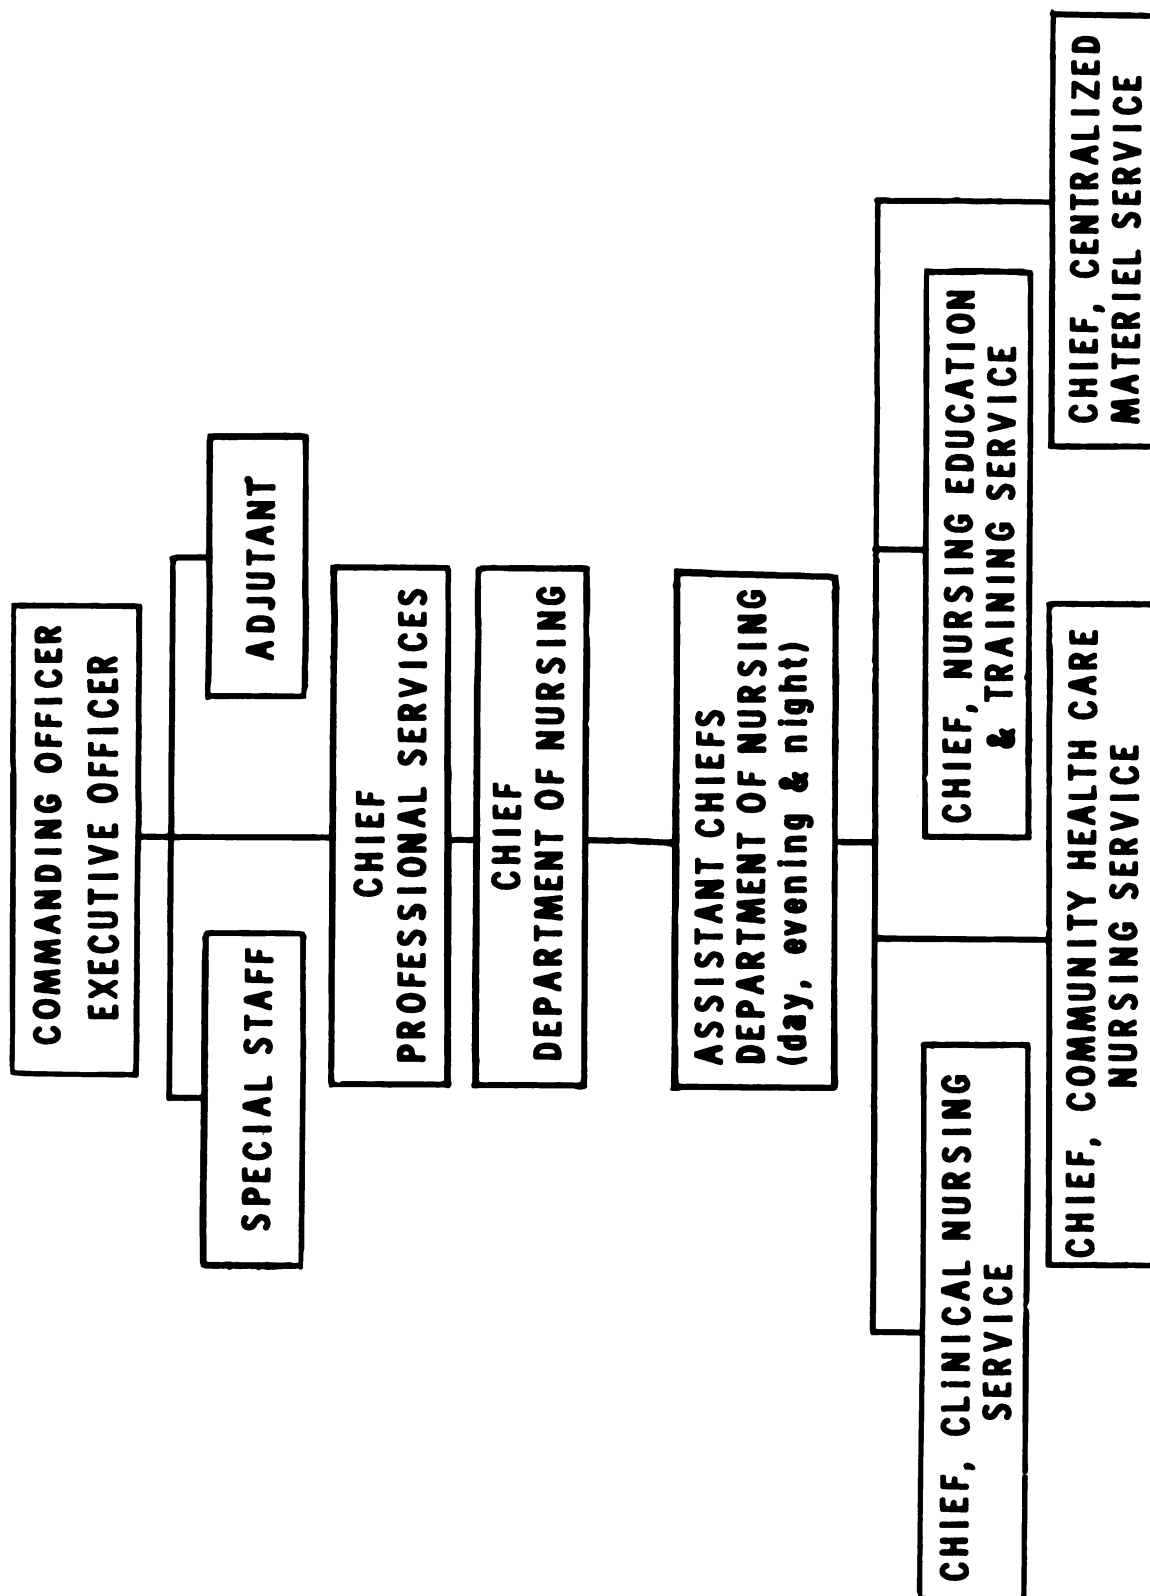 COMMANDING OFFICER
EXECUTIVE OFFICER
SPECIAL STAFF
ADJUTANT
CHIEF
PROFESSIONAL SERVICES
CHIEF
DEPARTMENT OF NURSING
ASSISTANT CHIEFS
DEPARTMENT OF NURSING
(day, evening & night)
CHIEF, CLINICAL NURSING
SERVICE
CHIEF, NURSING EDUCATION
& TRAINING SERVICE
CHIEF, COMMUNITY HEALTH CARE
NURSING SERVICE
CHIEF, CENTRALIZED
MATERIEL SERVICE